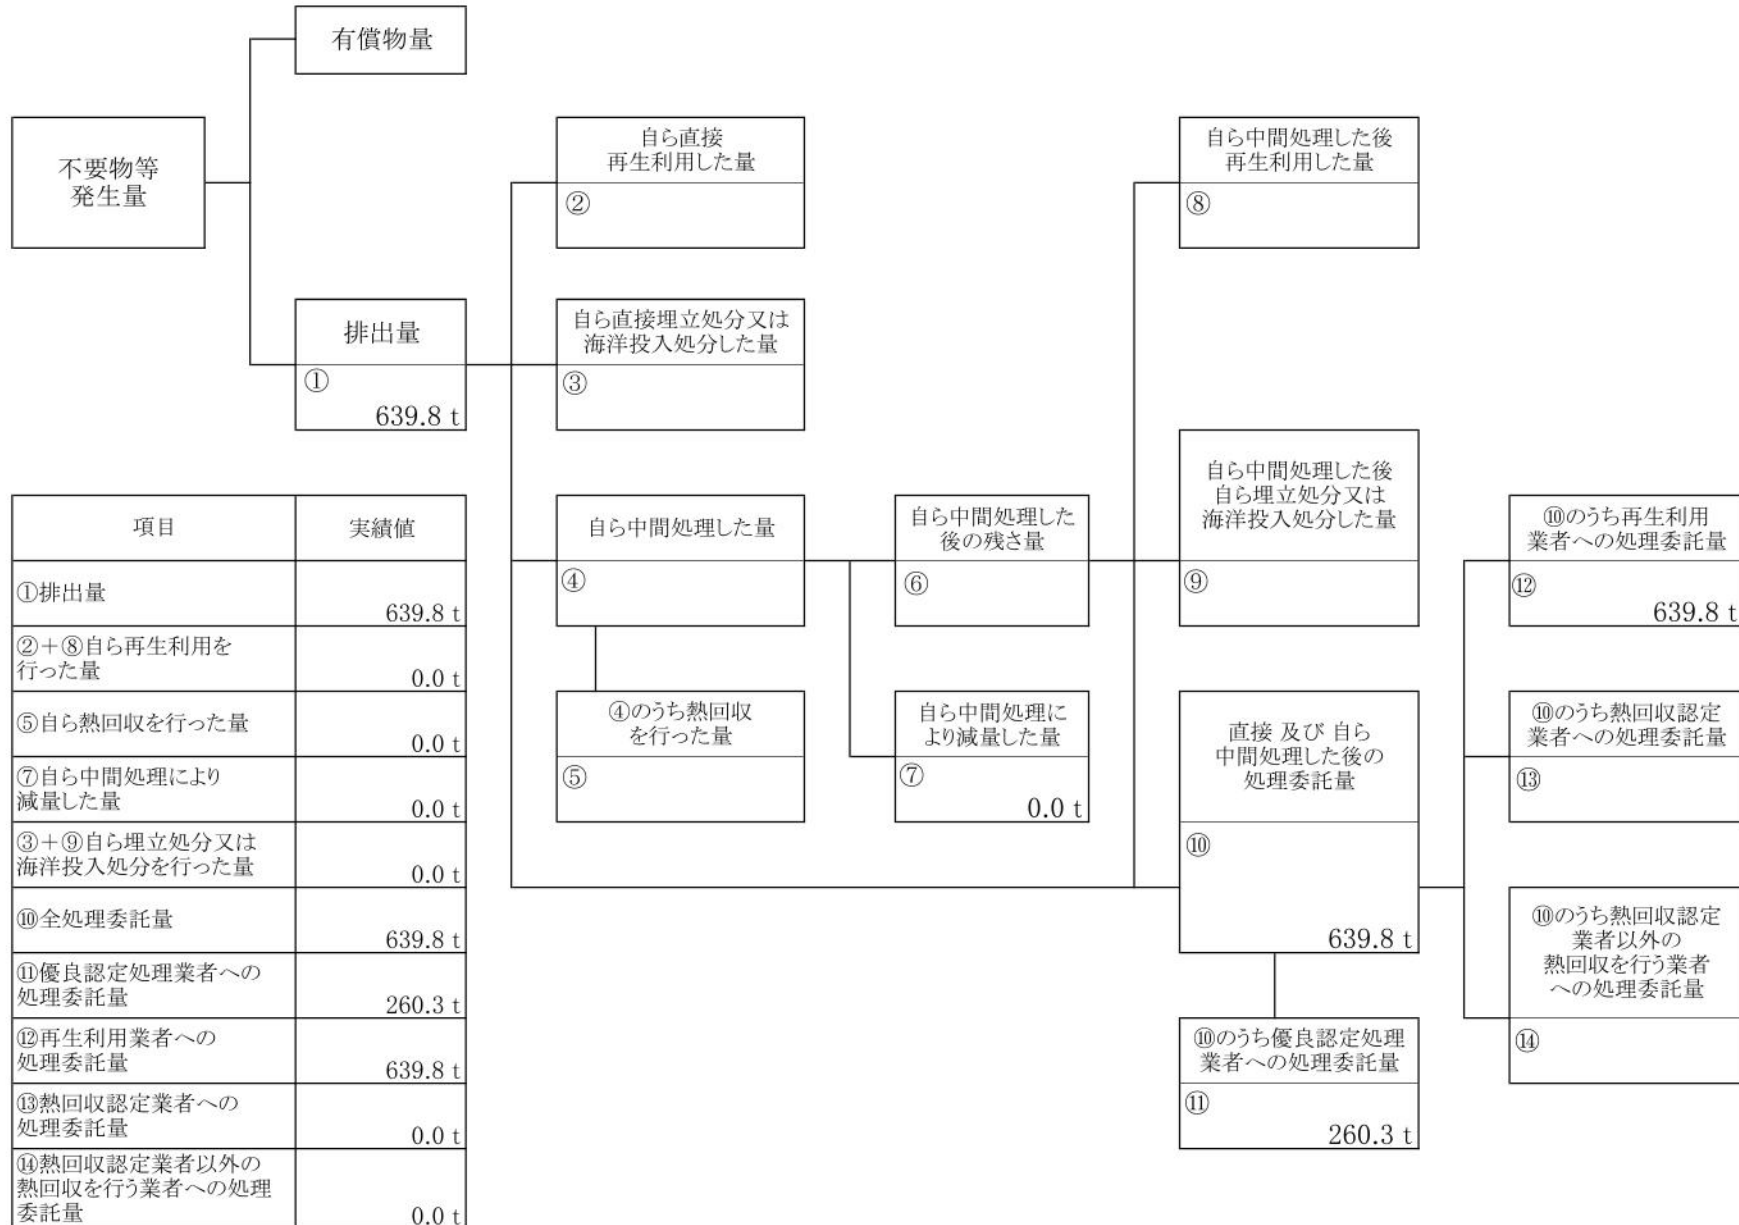 有償物量
不要物等
発生量
自ら直接
再生利用した量
②
自ら中間処理した後
再生利用した量
⑧
排出量
①
639.8 t
自ら直接埋立処分又は
海洋投入処分した量
③
自ら中間処理した量
④
自ら中間処理した
後の残さ量
⑥
自ら中間処理した後
自ら埋立処分又は
海洋投入処分した量
⑨
⑩のうち再生利用
業者への処理委託量
⑫
639.8 t
④のうち熱回収
を行った量
⑤
自ら中間処理に
より減量した量
⑦
0.0 t
直接 及び 自ら
中間処理した後の
処理委託量
⑩
639.8 t
⑩のうち熱回収認定
業者への処理委託量
⑬
⑩のうち熱回収認定
業者以外の
熱回収を行う業者
への処理委託量
⑭
⑩のうち優良認定処理
業者への処理委託量
⑪
260.3 t
項目 実績値
①排出量
639.8 t
②+⑧自ら再生利用を
行った量
0.0 t
⑤自ら熱回収を行った量
0.0 t
⑦自ら中間処理により
減量した量
0.0 t
③+⑨自ら埋立処分又は
海洋投入処分を行った量
0.0 t
⑩全処理委託量
639.8 t
⑪優良認定処理業者への
処理委託量
260.3 t
⑫再生利用業者への
処理委託量
639.8 t
⑬熱回収認定業者への
処理委託量
0.0 t
⑭熱回収認定業者以外の
熱回収を行う業者への処理
委託量
0.0 t